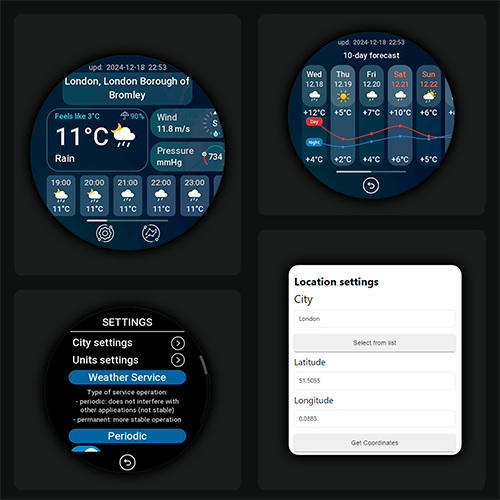 upd: 2024-12-18 22:53
London, London Borough of
Bromley
Feels like 3°C
90%
11°C
Rain
Wind
11.8 m/s
S
Pressure
mmHg
734
19:00 20:00 21:00 22:00 23:00
11°C 11°C 11°C 11°C 11°C
upd: 2024-12-18 22:53
10-day forecast
Wed Thu Fri Sat Sun
12.18 12.19 12.20 12.21 12.22
+12°C +5°C +7°C +10°C +6°C
Day
Night
+4°C +2°C +4°C +6°C +5°C
SETTINGS
City settings
Units settings
Weather Service
Type of service operation:
- periodic: does not interfere with
other applications (not stable)
- permanent: more stable operation
Periodic
Location settings
City
London
Select from list
Latitude
51.5055
Longitude
0.0883
Get Coordinates